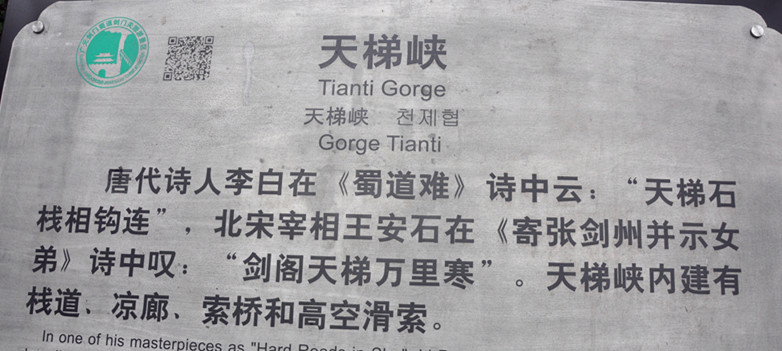 天梯峡
Tianti Gorge
天梯峡 천제협
Gorge Tianti
唐代诗人李白在《蜀道难》诗中云：“天梯石
栈相钩连”，北宋宰相王安石在《寄张剑州并示女
弟》诗中叹：“剑阁天梯万里寒”。天梯峡内建有
栈道、凉廊、索桥和高空滑索。
In one of his masterpieces as "Hard Roads in